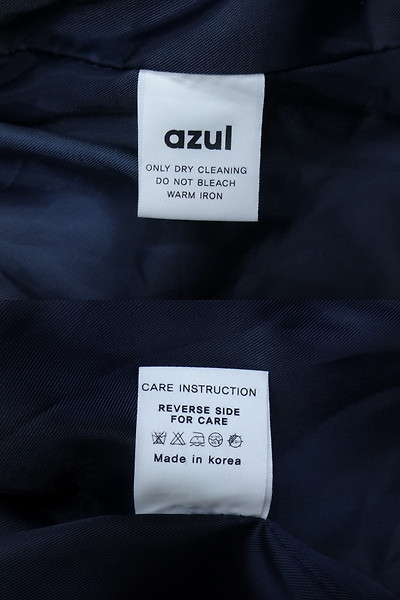 azul
ONLY DRY CLEANING
DO NOT BLEACH
WARM IRON
CARE INSTRUCTION
REVERSE SIDE
FOR CARE
Made in korea